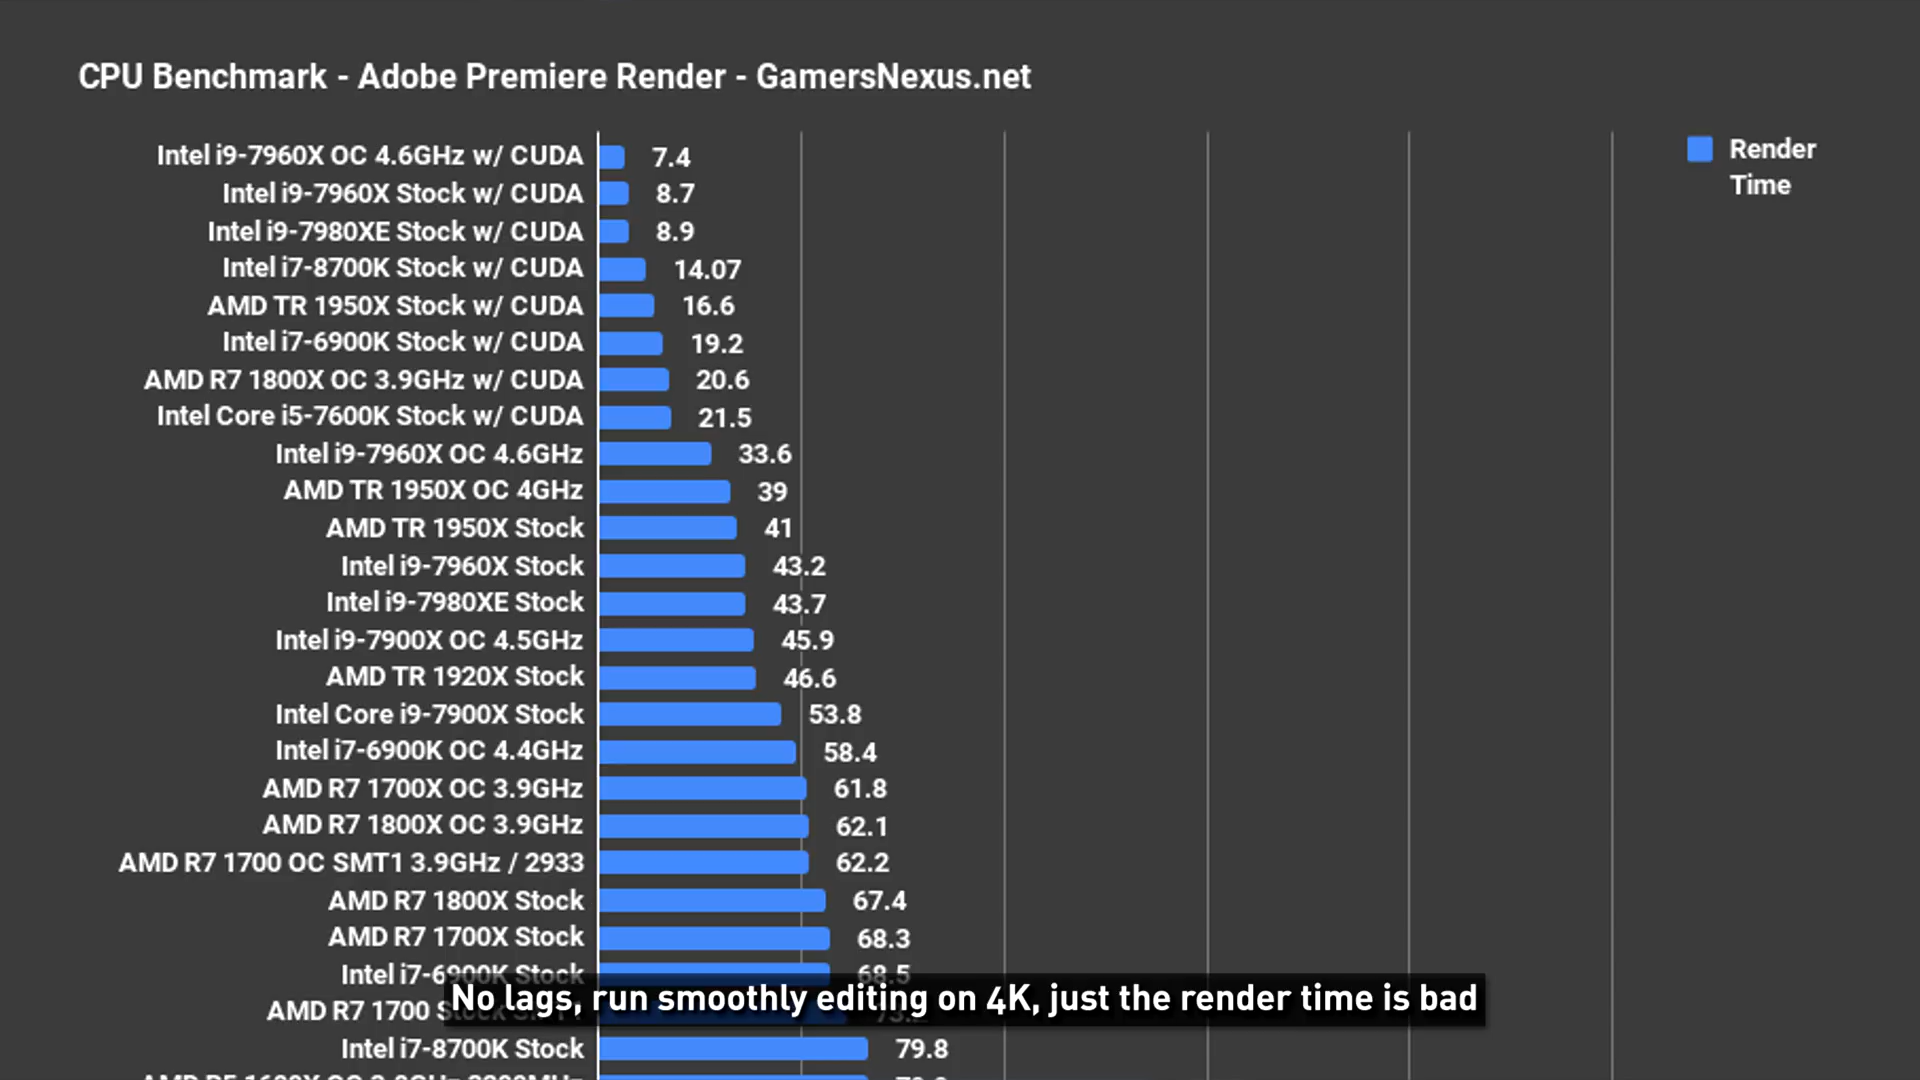 CPU Benchmark - Adobe Premiere Render - GamersNexus.net
Render
Time
Intel i9-7960X OC 4.6GHz w/ CUDA 7.4
Intel i9-7960X Stock w/ CUDA 8.7
Intel i9-7980XE Stock w/ CUDA 8.9
Intel i7-8700K Stock w/ CUDA 14.07
AMD TR 1950X Stock w/ CUDA 16.6
Intel i7-6900K Stock w/ CUDA 19.2
AMD R7 1800X OC 3.9GHz w/ CUDA 20.6
Intel Core i5-7600K Stock w/ CUDA 21.5
Intel i9-7960X OC 4.6GHz 33.6
AMD TR 1950X OC 4GHz 39
AMD TR 1950X Stock 41
Intel i9-7960X Stock 43.2
Intel i9-7980XE Stock 43.7
Intel i9-7900X OC 4.5GHz 45.9
AMD TR 1920X Stock 46.6
Intel Core i9-7900X Stock 53.8
Intel i7-6900K OC 4.4GHz 58.4
AMD R7 1700X OC 3.9GHz 61.8
AMD R7 1800X OC 3.9GHz 62.1
AMD R7 1700 OC SMT1 3.9GHz / 2933 62.2
AMD R7 1800X Stock 67.4
AMD R7 1700X Stock 68.3
Intel i7-6900K Stock 68.5
No lags, run smoothly editing on 4K, just the render time is bad
AMD R7 1700
Intel i7-8700K Stock 79.8